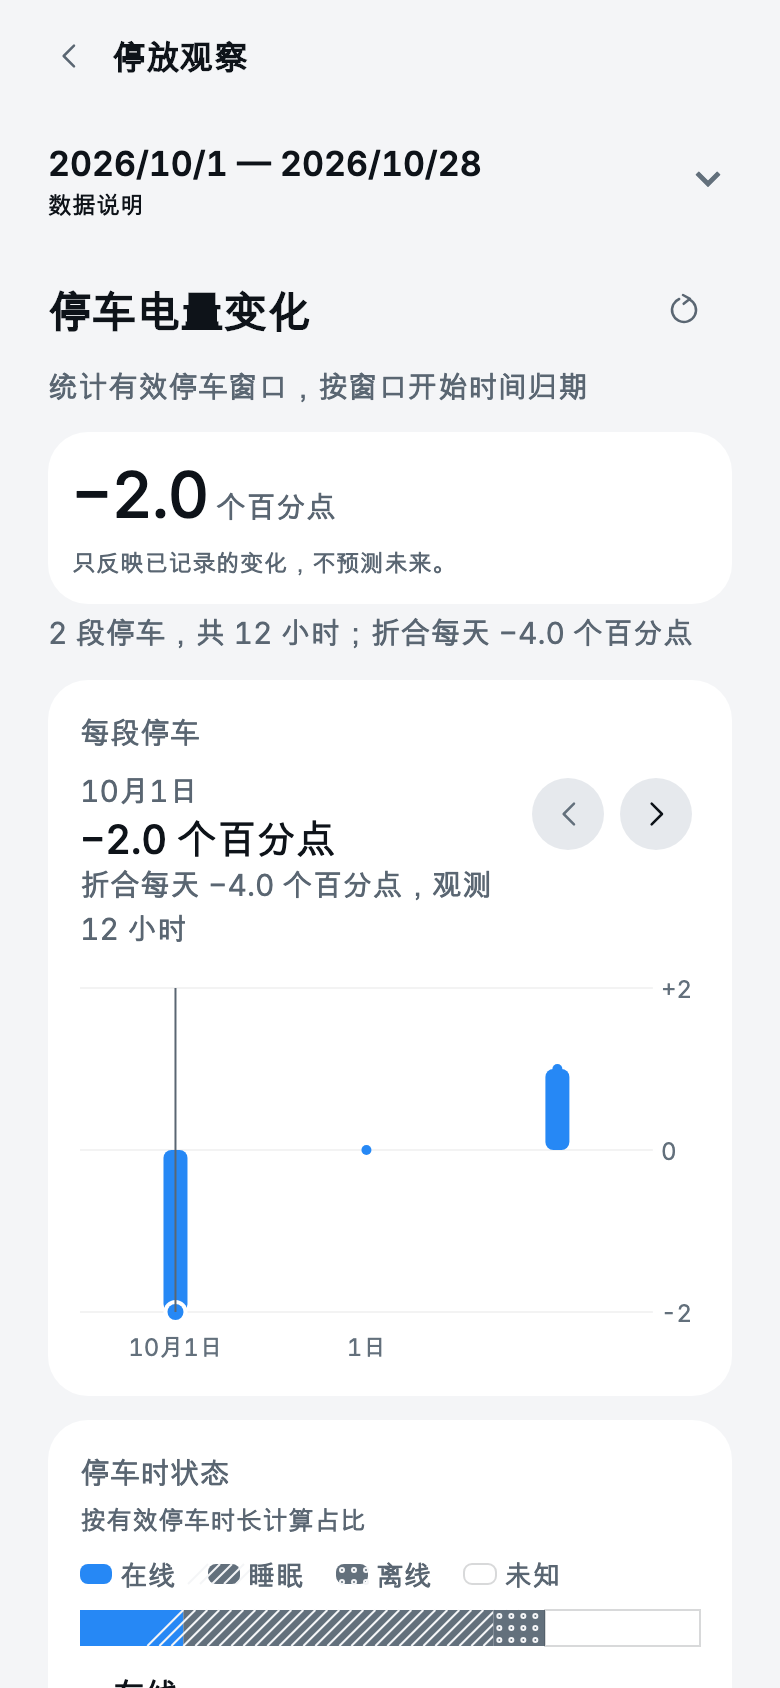 停放观察
2026/10/1 — 2026/10/28
数据说明
停车电量变化
统计有效停车窗口，按窗口开始时间归期
−2.0 个百分点
只反映已记录的变化，不预测未来。
2 段停车，共 12 小时；折合每天 −4.0 个百分点
每段停车
10月1日
−2.0 个百分点
折合每天 −4.0 个百分点，观测
12 小时
+2
0
-2
10月1日 1日
停车时状态
按有效停车时长计算占比
在线 睡眠 离线 未知